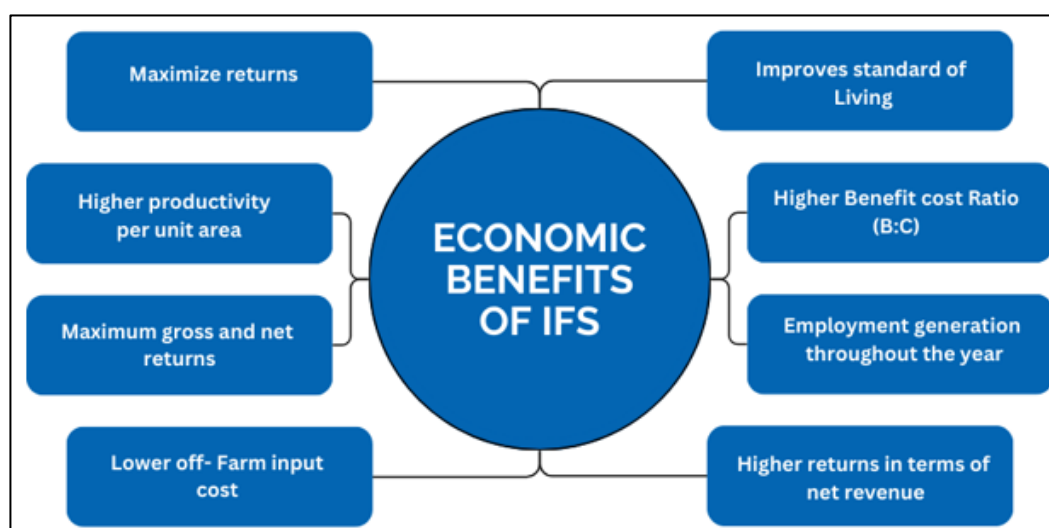 Maximize returns
Improves standard of
Living
Higher productivity
per unit area
Higher Benefit cost Ratio
(B:C)
ECONOMIC
BENEFITS
OF IFS
Maximum gross and net
returns
Employment generation
throughout the year
Lower off- Farm input
cost
Higher returns in terms of
net revenue